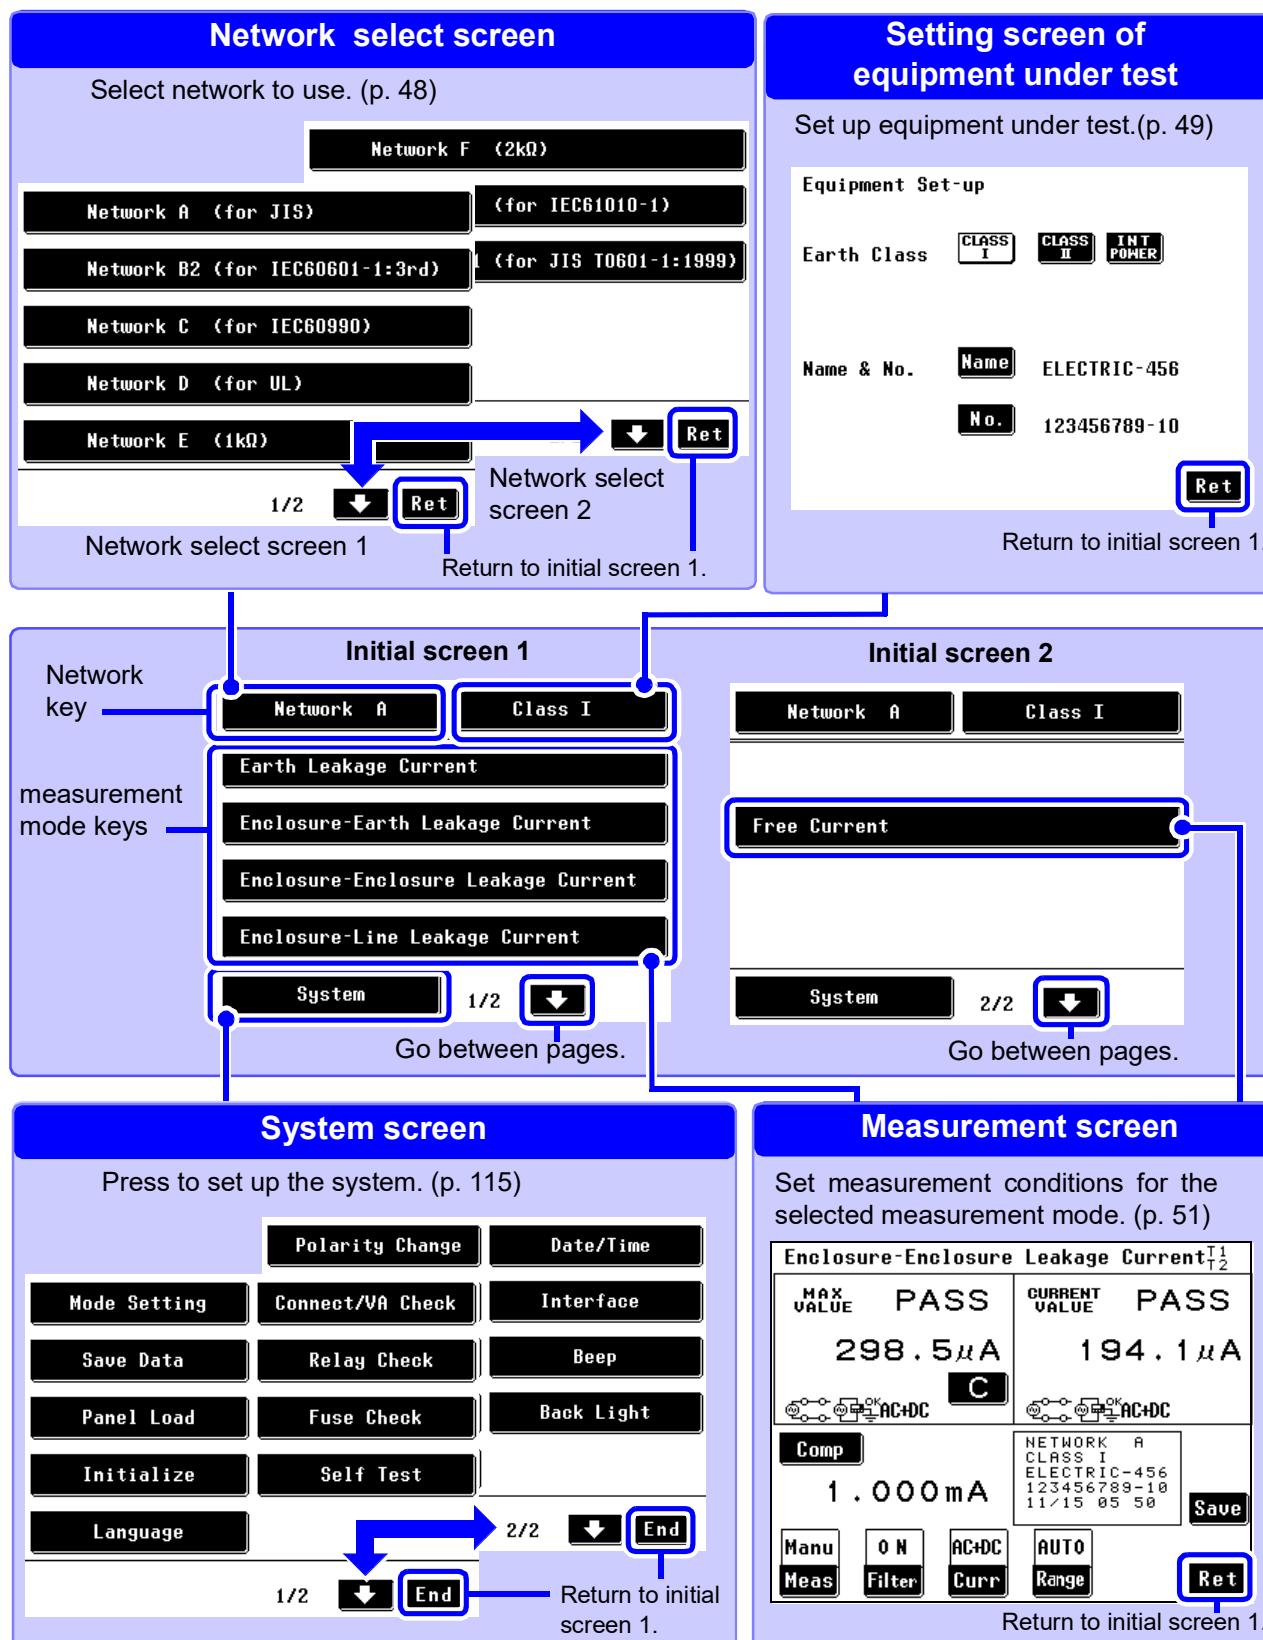 Network select screen
Select network to use. (p. 48)
Network F (2kΩ)
(for IEC61010-1)
1 (for JIS T0601-1:1999)
Network A (for JIS)
Network B2 (for IEC60601-1:3rd)
Network C (for IEC60990)
Network D (for UL)
Network E (1kΩ)
Ret
1/2
Ret
Network select
screen 2
Network select screen 1
Return to initial screen 1.
Setting screen of
equipment under test
Set up equipment under test.(p. 49)
Equipment Set-up
Earth Class CLASS I CLASS II INT POWER
Name & No. Name ELECTRIC-456
No. 123456789-10
Ret
Return to initial screen 1.
Initial screen 1
Network
key
Network A Class I
measurement
mode keys
Earth Leakage Current
Enclosure-Earth Leakage Current
Enclosure-Enclosure Leakage Current
Enclosure-Line Leakage Current
System 1/2
Go between pages.
Initial screen 2
Network A Class I
Free Current
System 2/2
Go between pages.
System screen
Press to set up the system. (p. 115)
Polarity Change Date/Time
Mode Setting Connect/VA Check Interface
Save Data Relay Check Beep
Panel Load Fuse Check Back Light
Initialize Self Test
Language
2/2 End
1/2 End
Return to initial
screen 1.
Measurement screen
Set measurement conditions for the
selected measurement mode. (p. 51)
Enclosure-Enclosure Leakage Current T1 T2
MAX VALUE PASS CURRENT VALUE PASS
298.5μA 194.1μA
C
OK AC+DC OK AC+DC
Comp
1.000mA
NETWORK A
CLASS I
ELECTRIC-456
123456789-10
11/15 05 50
Save
Manu ON AC+DC AUTO
Meas Filter Curr Range Ret
Return to initial screen 1.